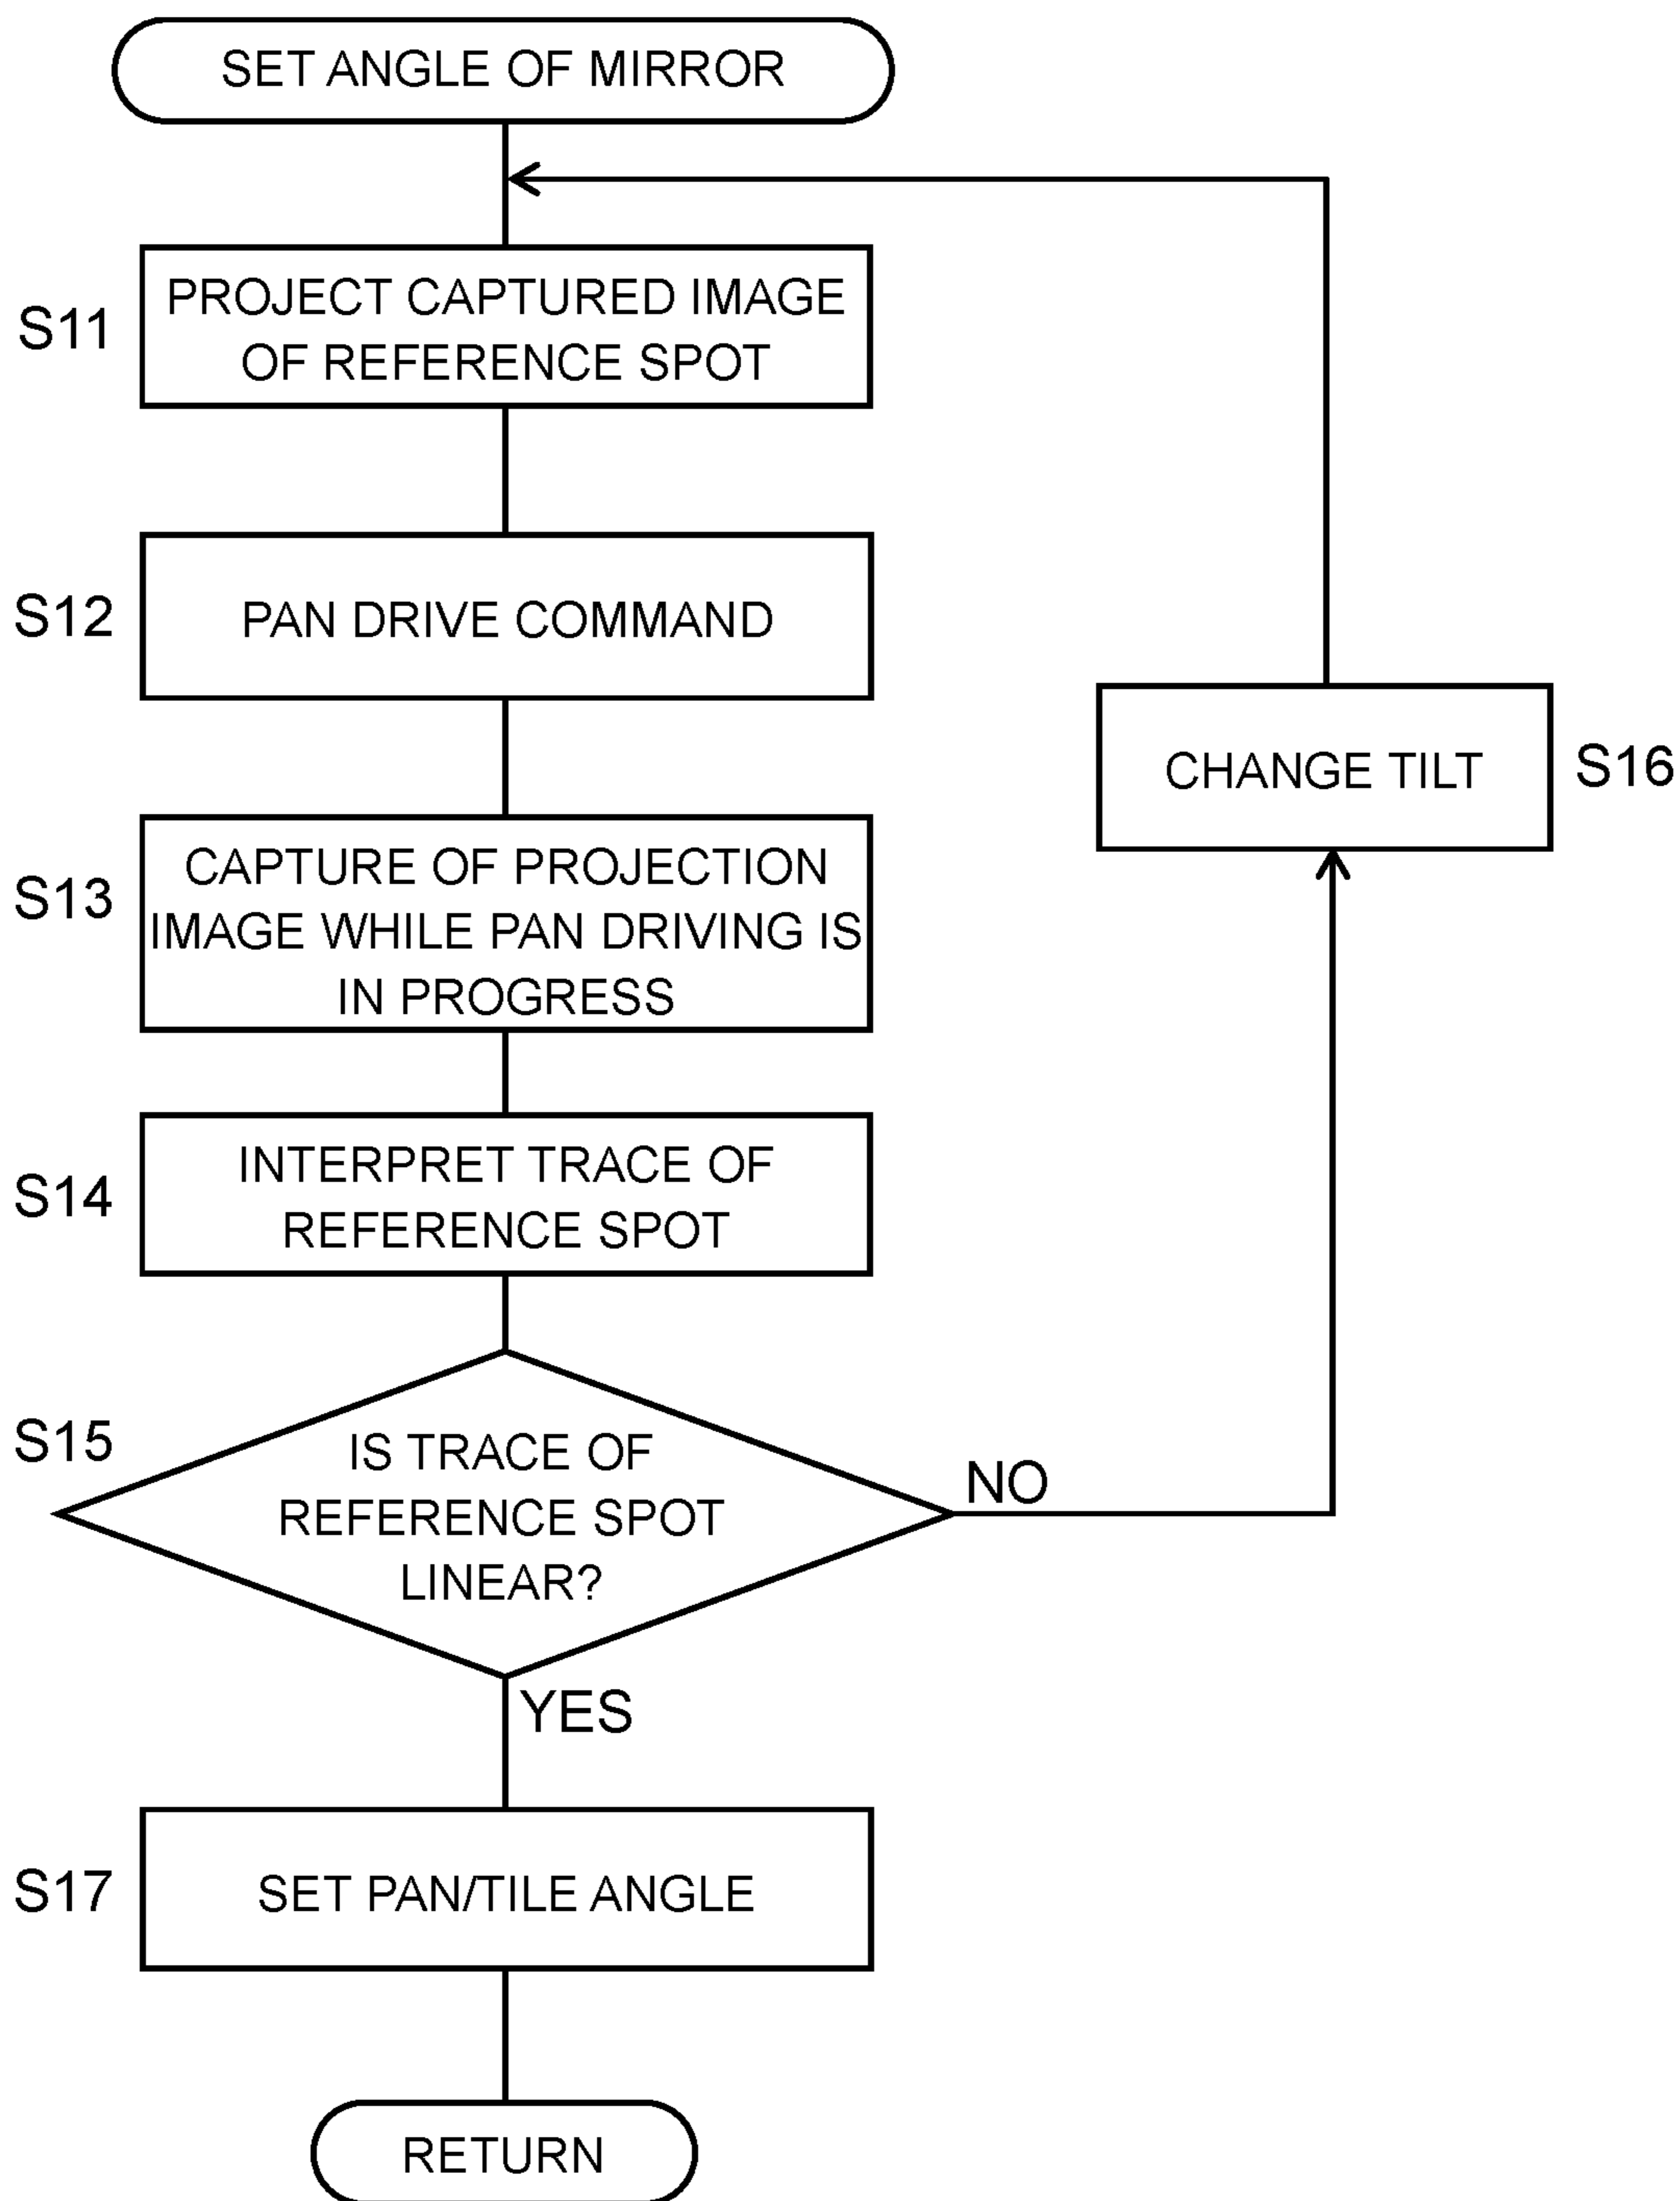 SET ANGLE OF MIRROR
S11
PROJECT CAPTURED IMAGE
OF REFERENCE SPOT
S12
PAN DRIVE COMMAND
CHANGE TILT
S16
S13
CAPTURE OF PROJECTION
IMAGE WHILE PAN DRIVING IS
IN PROGRESS
S14
INTERPRET TRACE OF
REFERENCE SPOT
S15
IS TRACE OF
REFERENCE SPOT
LINEAR?
NO
YES
S17
SET PAN/TILE ANGLE
RETURN